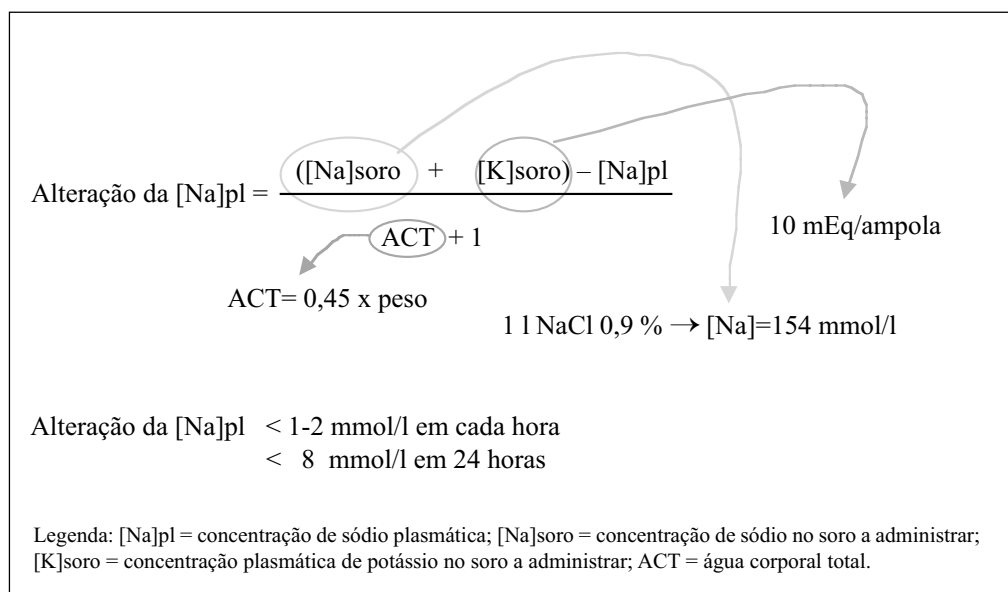 ([Na]soro + [K]soro) – [Na]pl
Alteração da [Na]pl =
ACT + 1
10 mEq/ampola
ACT= 0,45 x peso
1 l NaCl 0,9 % → [Na]=154 mmol/l
Alteração da [Na]pl < 1-2 mmol/l em cada hora
< 8 mmol/l em 24 horas
Legenda: [Na]pl = concentração de sódio plasmática; [Na]soro = concentração de sódio no soro a administrar;
[K]soro = concentração plasmática de potássio no soro a administrar; ACT = água corporal total.